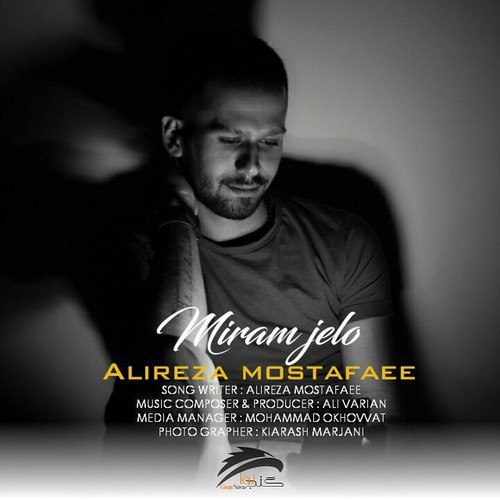 Miram jelo
ALIREZA MOSTAFAEE
SONG WRITER : ALIREZA MOSTAFAEE
MUSIC COMPOSER & PRODUCER : ALI VARIAN
MEDIA MANAGER : MOHAMMAD OKHOVVAT
PHOTO GRAPHER : KIARASH MARJANI